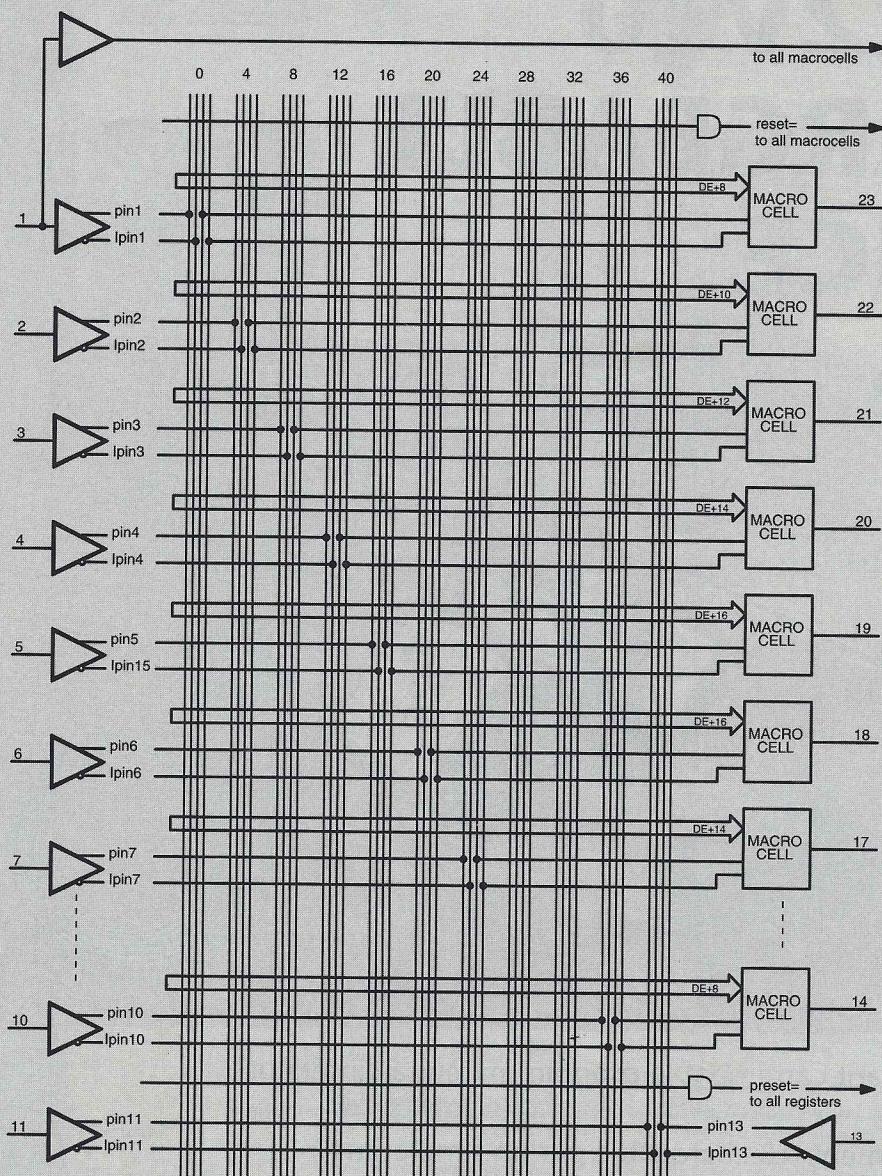 to all macrocells
0 4 8 12 16 20 24 28 32 36 40
reset=
to all macrocells
DE+8
MACRO
CELL
23
1
pin1
Ipin1
DE+10
MACRO
CELL
22
2
pin2
Ipin2
DE+12
MACRO
CELL
21
3
pin3
Ipin3
DE+14
MACRO
CELL
20
4
pin4
Ipin4
DE+16
MACRO
CELL
19
5
pin5
Ipin15
DE+16
MACRO
CELL
18
6
pin6
Ipin6
DE+14
MACRO
CELL
17
7
pin7
Ipin7
DE+8
MACRO
CELL
14
10
pin10
Ipin10
preset=
to all registers
11
pin11
Ipin11
pin13
Ipin13
13